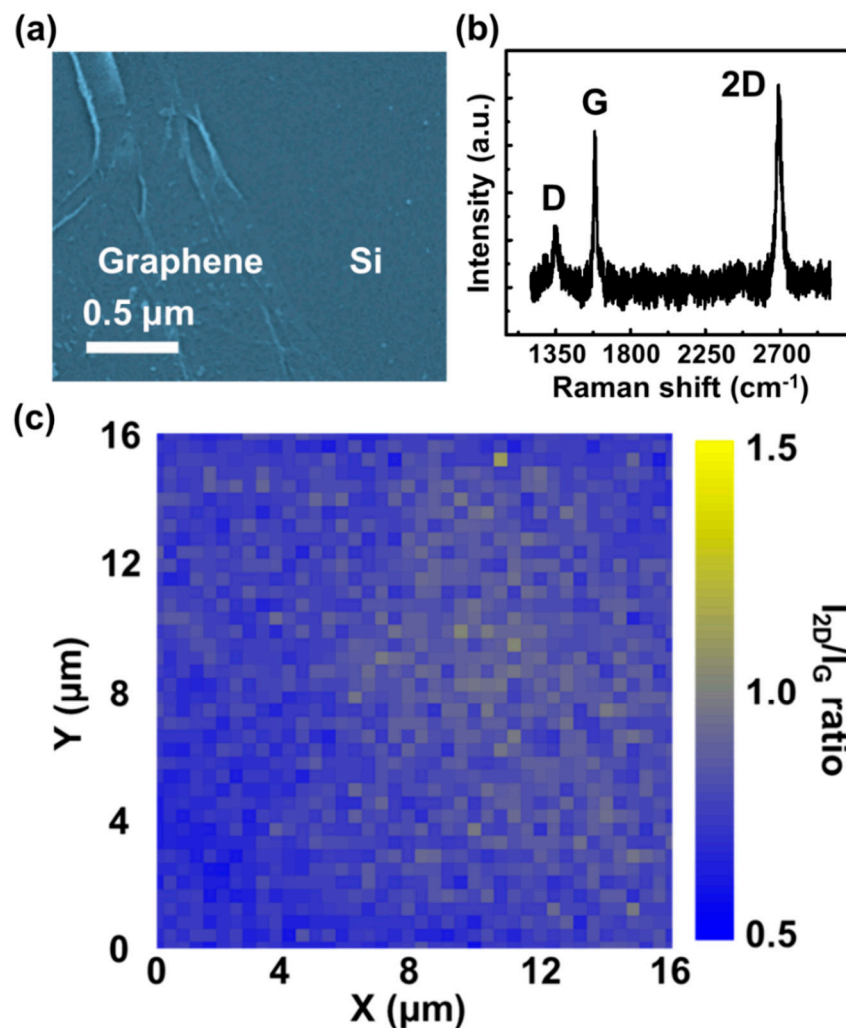 (a)
Graphene
Si
0.5 µm
(b)
Intensity (a.u.)
D
G
2D
1350 1800 2250 2700
Raman shift (cm⁻¹)
(c)
Y (µm)
16
12
8
4
0
0 4 8 12 16
X (µm)
1.5
1.0
0.5
I₂D/I_G ratio